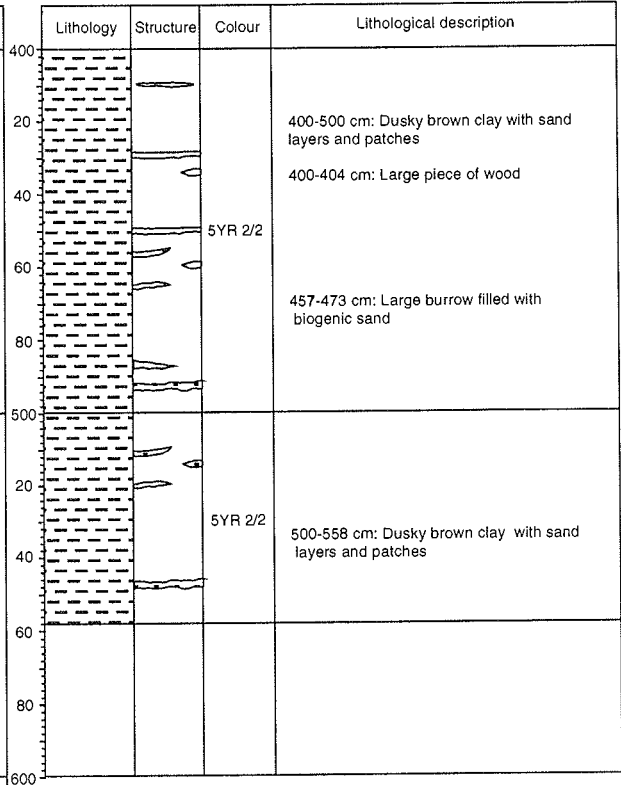 Lithology Structure Colour Lithological description
400
20
400-500 cm: Dusky brown clay with sand
layers and patches
400-404 cm: Large piece of wood
40
5YR 2/2
60
457-473 cm: Large burrow filled with
biogenic sand
80
500
20
5YR 2/2
500-558 cm: Dusky brown clay with sand
layers and patches
40
60
80
600